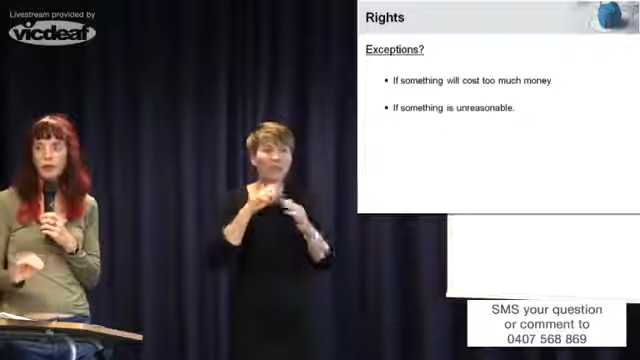 Livestream provided by
vicdeaf
Rights
Exceptions?
• If something will cost too much money.
• If something is unreasonable.
SMS your question
or comment to
0407 568 869